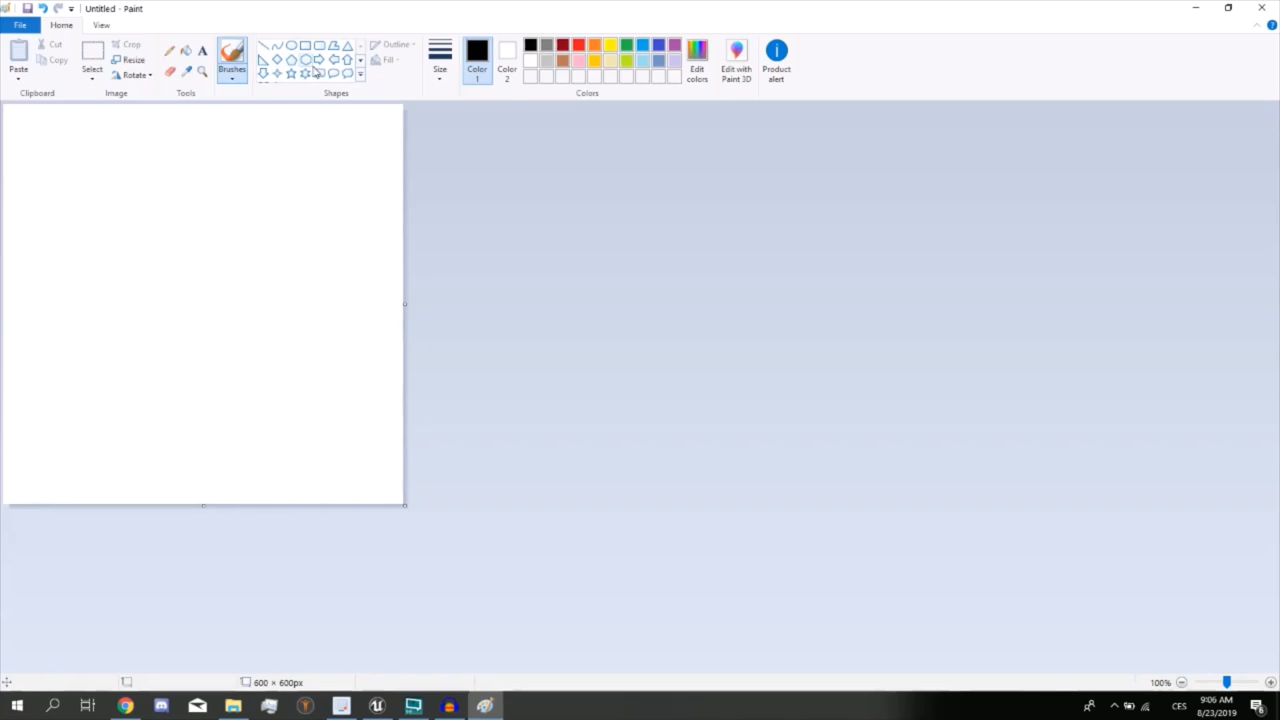 Untitled - Paint
File Home View
Paste
Cut
Copy
Clipboard
Select
Crop
Resize
Rotate
Image
A
Tools
Brushes
Shapes
Outline
Fill
Size
Color 1
Color 2
Colors
Edit colors
Edit with Paint 3D
Product alert
600 × 600px
100%
CES
9:06 AM
8/23/2019